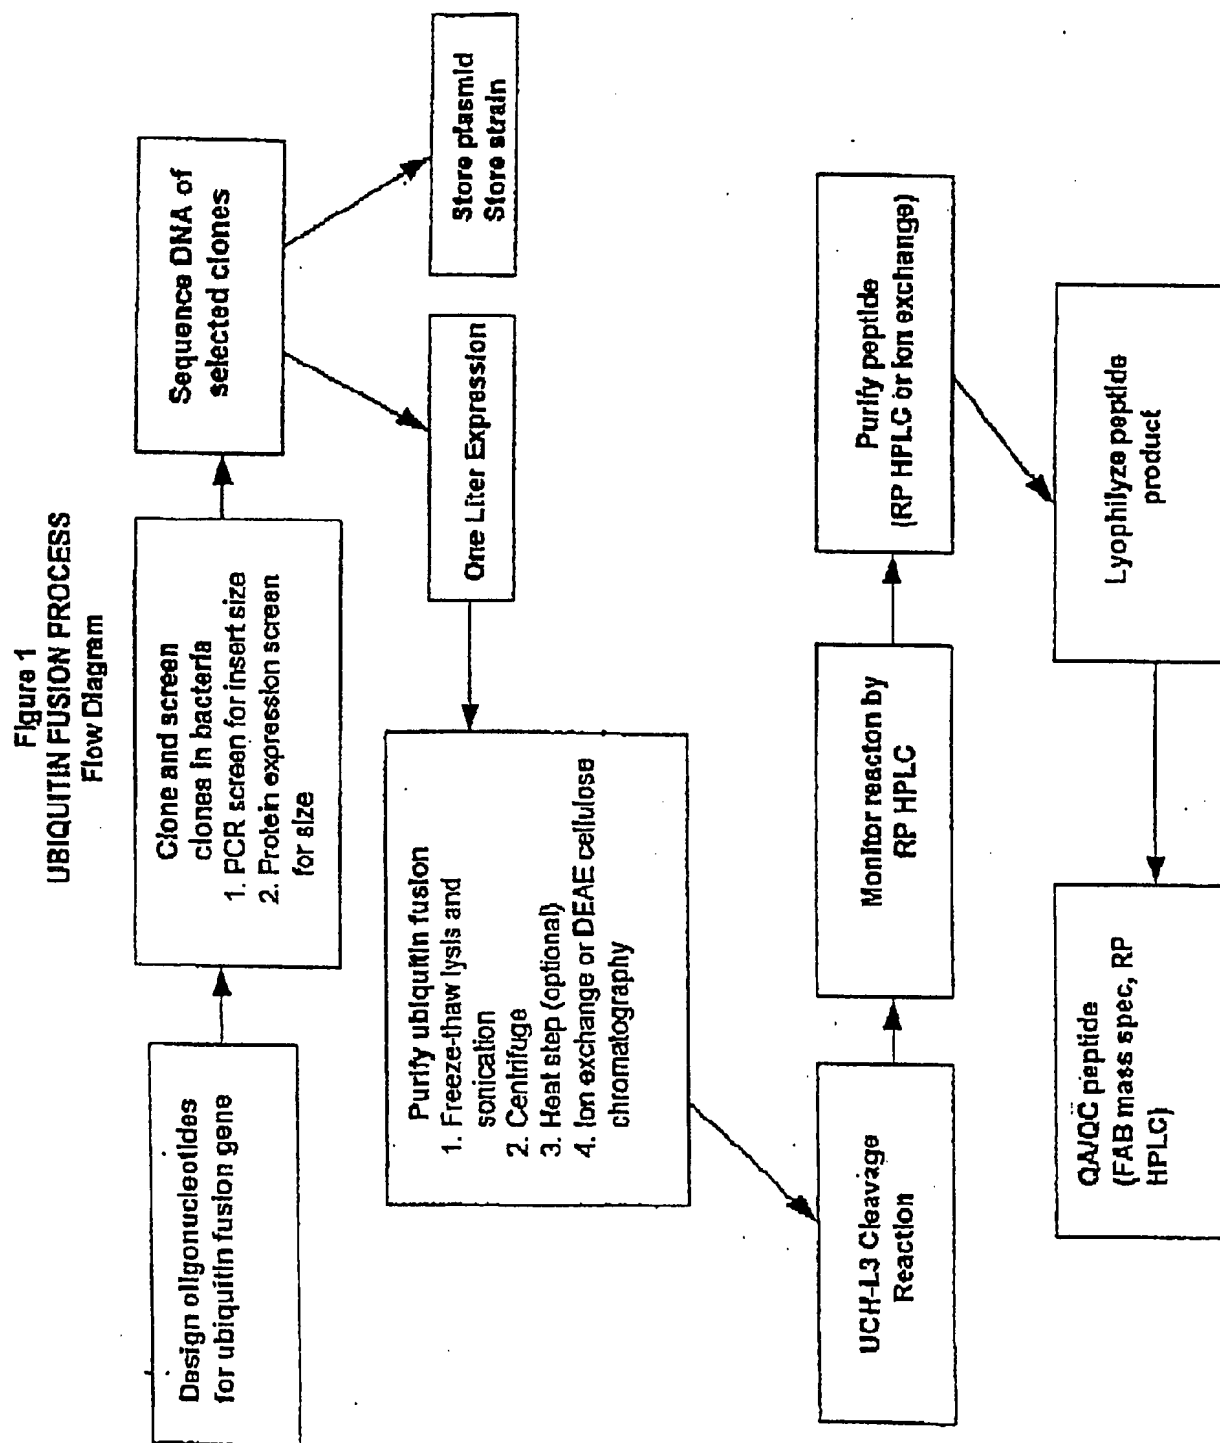 Figure 1
UBIQUITIN FUSION PROCESS
Flow Diagram
Design oligonucleotides
for ubiquitin fusion gene
Clone and screen
clones in bacteria
1. PCR screen for insert size
2. Protein expression screen
for size
Sequence DNA of
selected clones
Store plasmid
Store strain
One Liter Expression
Purify ubiquitin fusion
1. Freeze-thaw lysis and
sonication
2. Centrifuge
3. Heat step (optional)
4. Ion exchange or DEAE cellulose
chromatography
UCH-L3 Cleavage
Reaction
Monitor reacton by
RP HPLC
Purify peptide
(RP HPLC or Ion exchange)
Lyophilyze peptide
product
QA/QC peptide
(FAB mass spec, RP
HPLC)